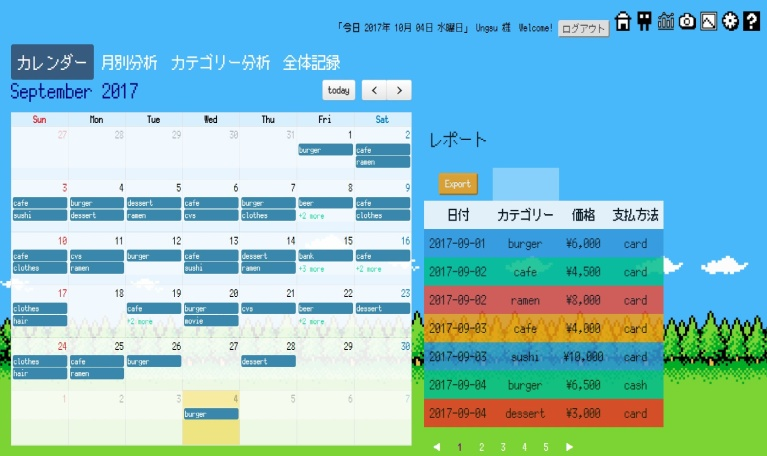 「今日 2017年 10月 04日 水曜日」 Ungsu 様 Welcome! ログアウト
カレンダー 月別分析 カテゴリー分析 全体記録
September 2017
today
Sun Mon Tue Wed Thu Fri Sat
27 28 29 30 31 1 2
burger cafe
ramen
3 4 5 6 7 8 9
cafe burger dessert cafe burger beer cafe
sushi dessert ramen cvs clothes +2 more clothes
10 11 12 13 14 15 16
cafe cvs burger cafe dessert bank cafe
clothes ramen sushi ramen +3 more +2 more
17 18 19 20 21 22 23
clothes cafe burger cvs beer dessert
hair +2 more movie +2 more
24 25 26 27 28 29 30
clothes cafe burger dessert
hair ramen
1 2 3 4 5 6 7
burger
レポート
Export
日付 カテゴリー 価格 支払方法
2017-09-01 burger ¥6,000 card
2017-09-02 cafe ¥4,500 card
2017-09-02 ramen ¥8,000 card
2017-09-03 cafe ¥4,000 card
2017-09-03 sushi ¥10,000 card
2017-09-04 burger ¥6,500 cash
2017-09-04 dessert ¥3,000 card
1 2 3 4 5